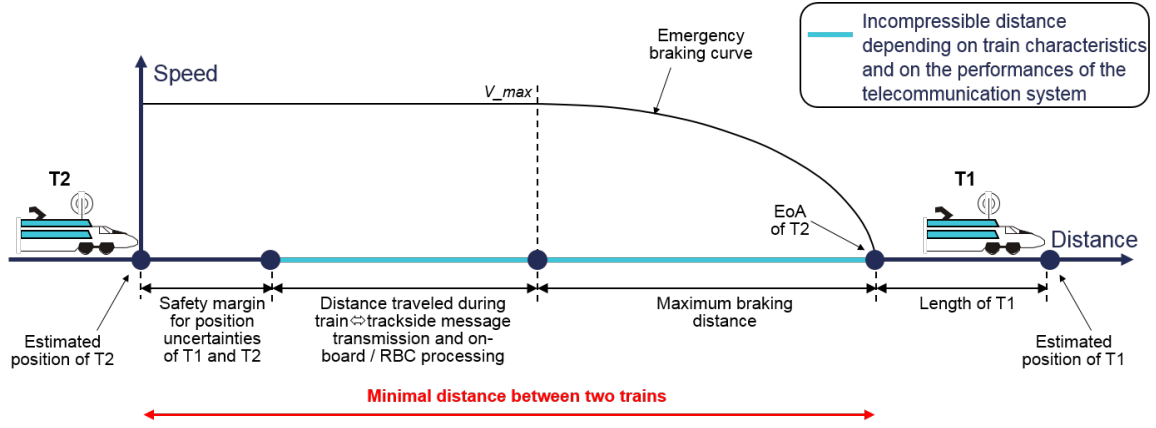 Incompressible distance
depending on train characteristics
and on the performances of the
telecommunication system
Emergency
braking curve
Speed
V_max
T2
T1
EoA
of T2
Distance
Safety margin
for position
uncertainties
of T1 and T2
Distance traveled during
train⇔trackside message
transmission and on-
board / RBC processing
Maximum braking
distance
Length of T1
Estimated
position of T2
Estimated
position of T1
Minimal distance between two trains